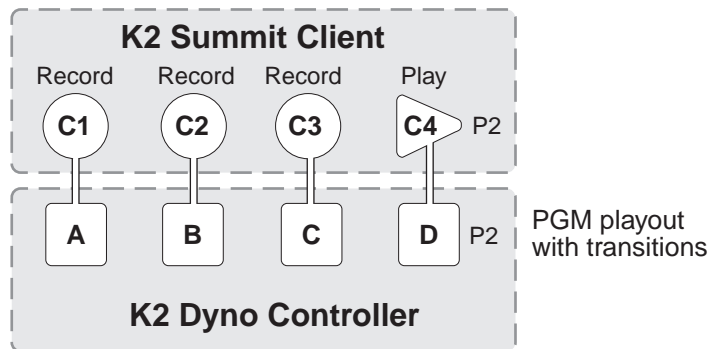 K2 Summit Client
Record Record Record Play
C1 C2 C3 C4 P2
A B C D P2
PGM playout
with transitions
K2 Dyno Controller